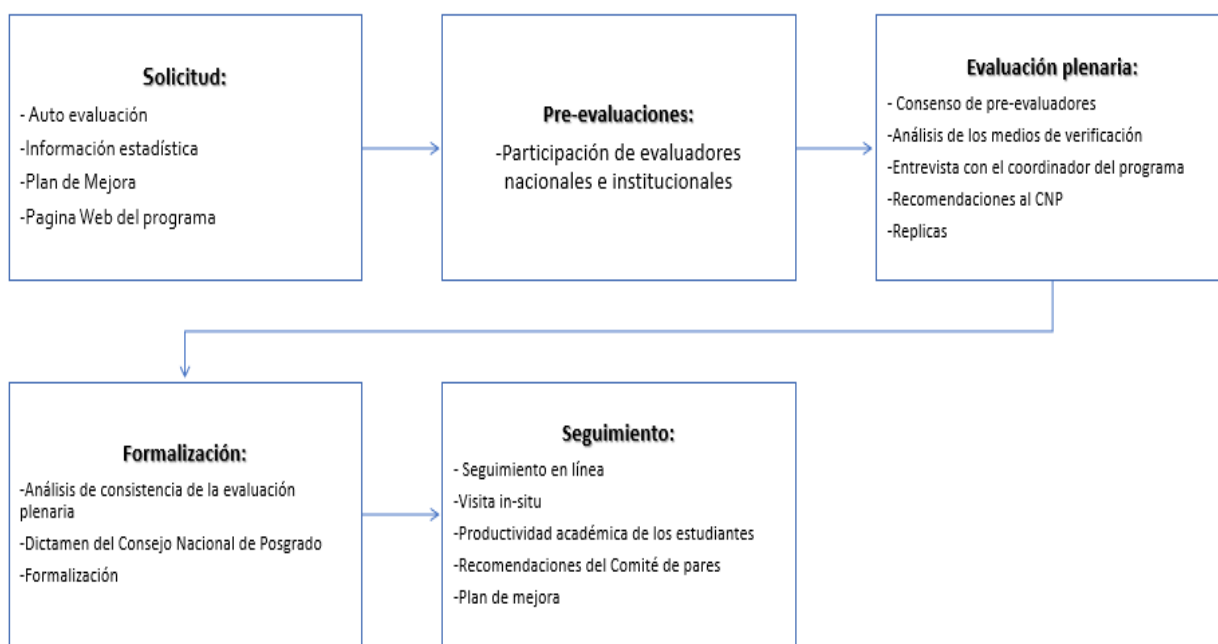 Solicitud:
- Auto evaluación
-Información estadística
-Plan de Mejora
-Pagina Web del programa
Pre-evaluaciones:
-Participación de evaluadores
nacionales e institucionales
Evaluación plenaria:
- Consenso de pre-evaluadores
-Análisis de los medios de verificación
-Entrevista con el coordinador del programa
-Recomendaciones al CNP
-Replicas
Formalización:
-Análisis de consistencia de la evaluación
plenaria
-Dictamen del Consejo Nacional de Posgrado
-Formalización
Seguimiento:
- Seguimiento en línea
-Visita in-situ
-Productividad académica de los estudiantes
-Recomendaciones del Comité de pares
-Plan de mejora